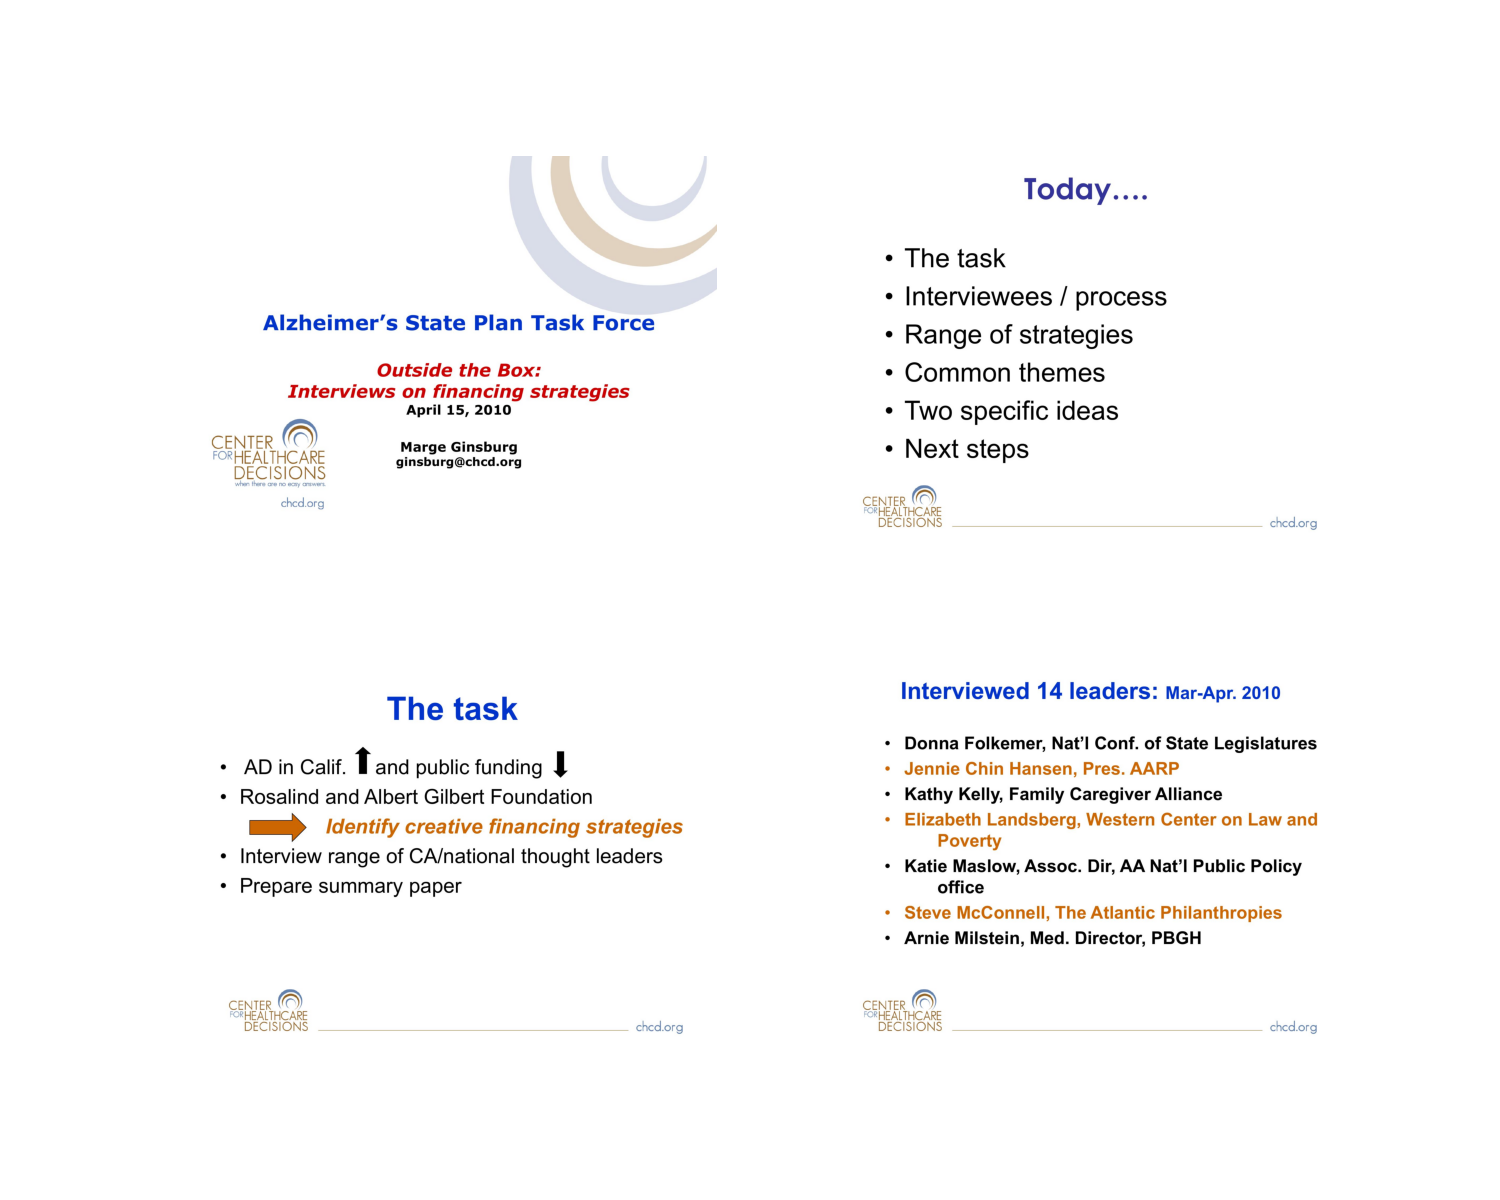 Alzheimer's State Plan Task Force
Outside the Box:
Interviews on financing strategies
April 15, 2010
Marge Ginsburg
ginsburg@chcd.org
CENTER
FOR HEALTHCARE
DECISIONS
when there are no easy answers.
chcd.org
Today....
• The task
• Interviewees / process
• Range of strategies
• Common themes
• Two specific ideas
• Next steps
CENTER
FOR HEALTHCARE
DECISIONS
chcd.org
The task
• AD in Calif. and public funding
• Rosalind and Albert Gilbert Foundation
Identify creative financing strategies
• Interview range of CA/national thought leaders
• Prepare summary paper
CENTER
FOR HEALTHCARE
DECISIONS
chcd.org
Interviewed 14 leaders: Mar-Apr. 2010
• Donna Folkemer, Nat'l Conf. of State Legislatures
• Jennie Chin Hansen, Pres. AARP
• Kathy Kelly, Family Caregiver Alliance
• Elizabeth Landsberg, Western Center on Law and
Poverty
• Katie Maslow, Assoc. Dir, AA Nat'l Public Policy
office
• Steve McConnell, The Atlantic Philanthropies
• Arnie Milstein, Med. Director, PBGH
CENTER
FOR HEALTHCARE
DECISIONS
chcd.org